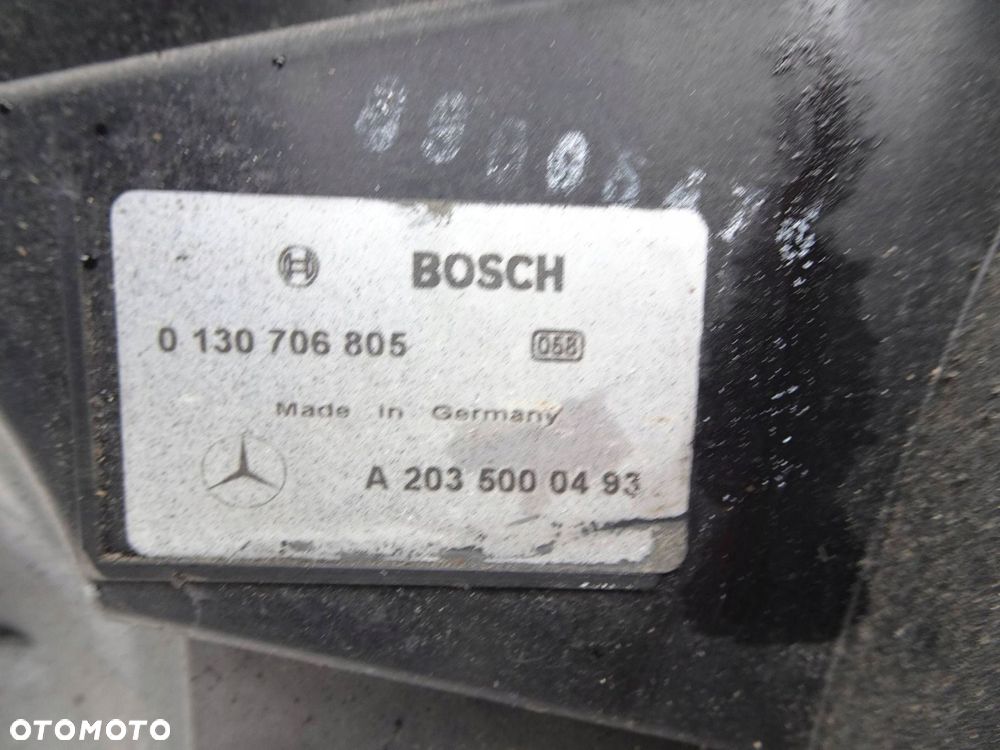 BOSCH
0 130 706 805 058
Made in Germany
A 203 500 04 93
OTOMOTO